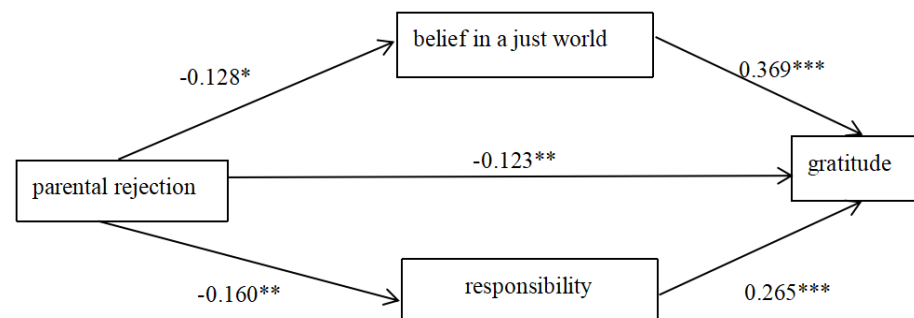 belief in a just world
-0.128*
0.369***
-0.123**
gratitude
parental rejection
responsibility
-0.160**
0.265***